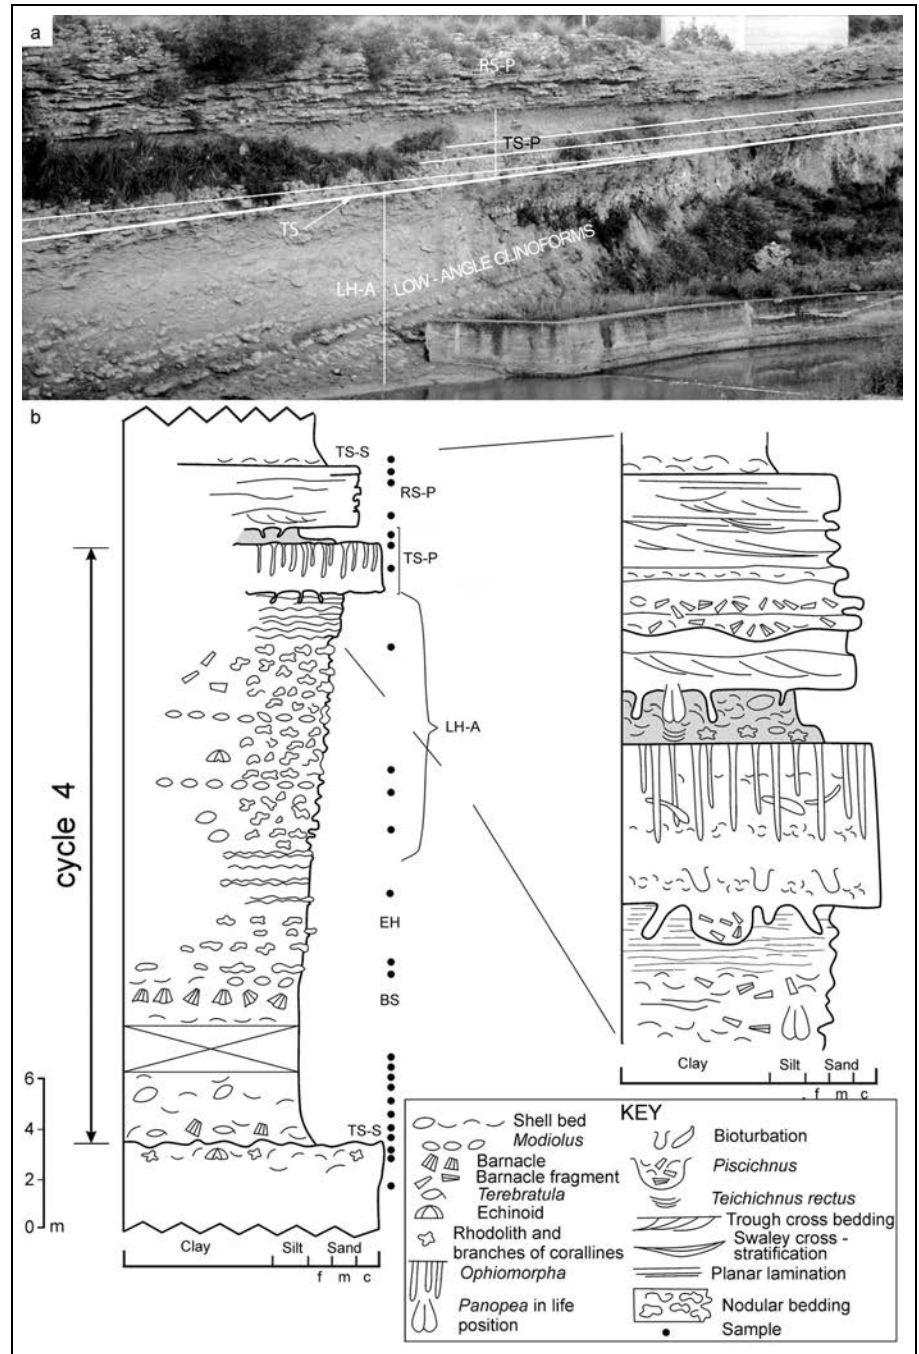 a
RS-P
TS-P
TS
LH-A
LOW - ANGLE CLINOFORMS
b
TS-S
RS-P
TS-P
LH-A
cycle 4
EH
BS
6
4
TS-S
2
0 m
Clay Silt Sand
f m c
Clay Silt Sand
f m c
KEY
Shell bed
Modiolus
Barnacle
Barnacle fragment
Terebratula
Echinoid
Rhodolith and
branches of corallines
Ophiomorpha
Panopea in life
position
Bioturbation
Piscichnus
Teichichnus rectus
Trough cross bedding
Swaley cross -
stratification
Planar lamination
Nodular bedding
Sample